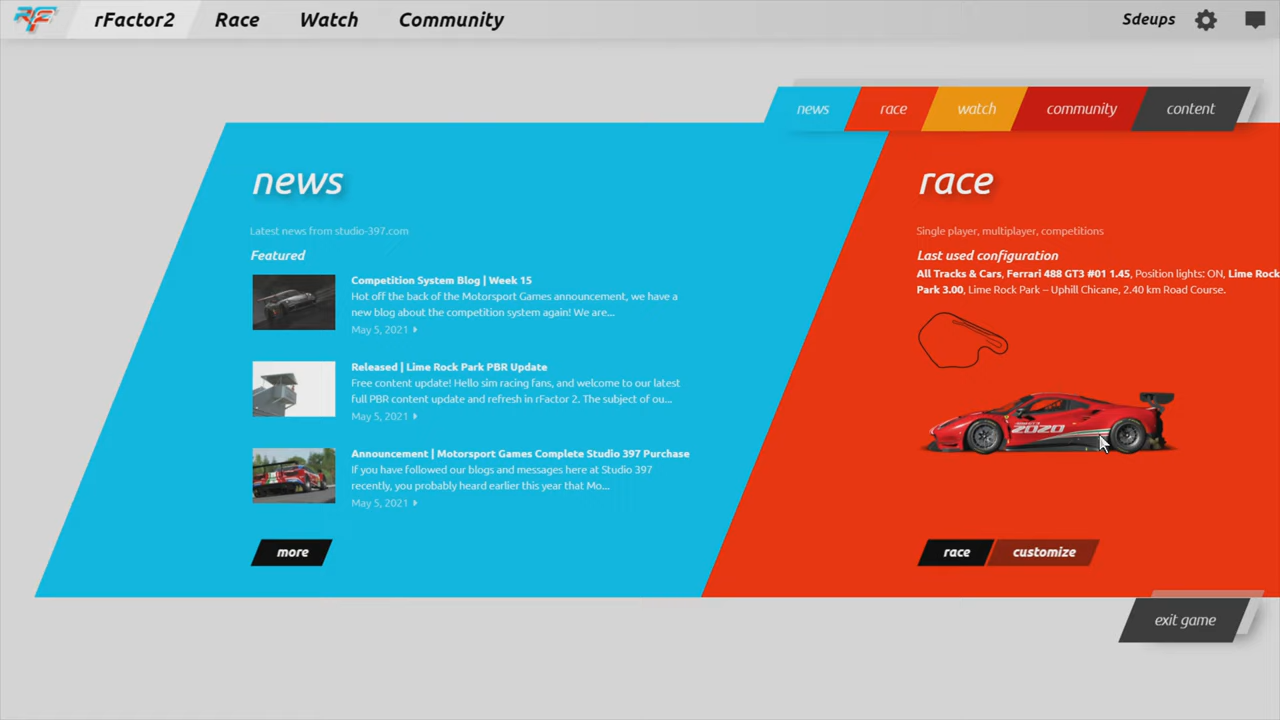 rFactor2 Race Watch Community Sdeups
news race watch community content
news
Latest news from studio-397.com
Featured
Competition System Blog | Week 15
Hot off the back of the Motorsport Games announcement, we have a
new blog about the competition system again! We are...
May 5, 2021
Released | Lime Rock Park PBR Update
Free content update! Hello sim racing fans, and welcome to our latest
full PBR content update and refresh in rFactor 2. The subject of ou...
May 5, 2021
Announcement | Motorsport Games Complete Studio 397 Purchase
If you have followed our blogs and messages here at Studio 397
recently, you probably heard earlier this year that Mo...
May 5, 2021
more
race
Single player, multiplayer, competitions
Last used configuration
All Tracks & Cars, Ferrari 488 GT3 #01 1.45, Position lights: ON, Lime Rock
Park 3.00, Lime Rock Park – Uphill Chicane, 2.40 km Road Course.
2020
race customize
exit game